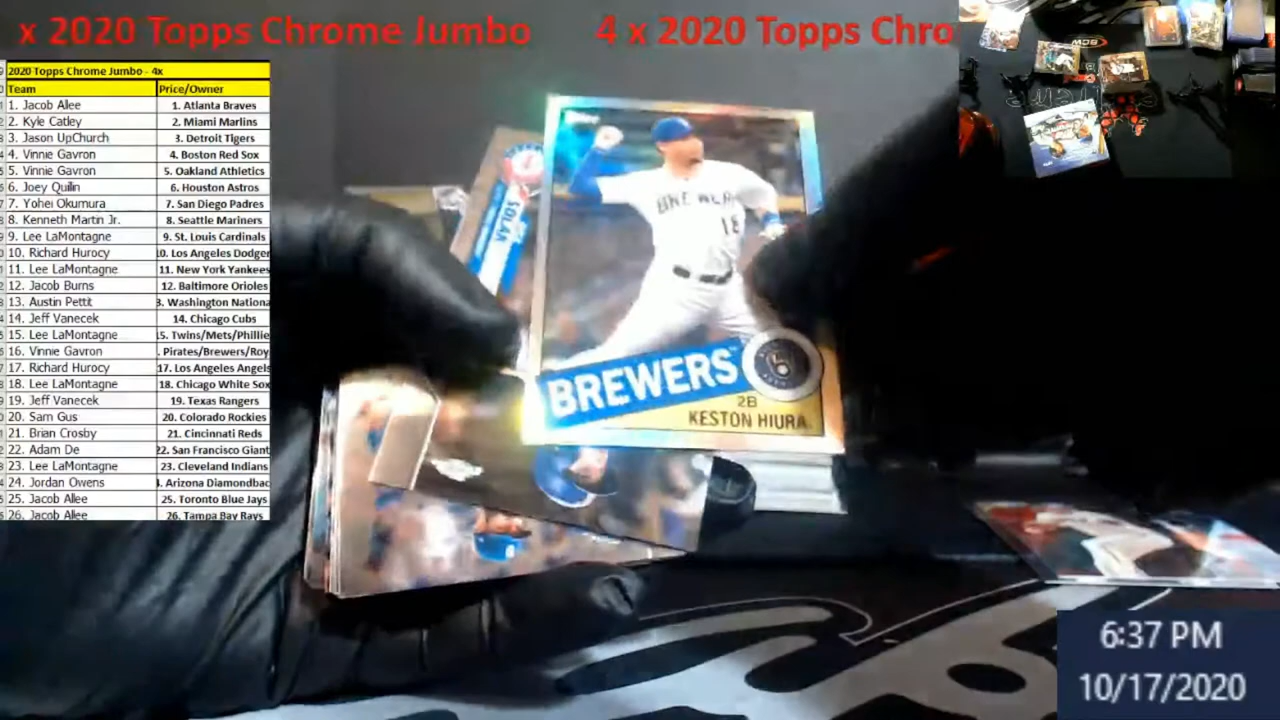 x 2020 Topps Chrome Jumbo 4 x 2020 Topps Chro
2020 Topps Chrome Jumbo - 4x
Team Price/Owner
1. Jacob Allee 1. Atlanta Braves
2. Kyle Catley 2. Miami Marlins
3. Jason UpChurch 3. Detroit Tigers
4. Vinnie Gavron 4. Boston Red Sox
5. Vinnie Gavron 5. Oakland Athletics
6. Joey Quilin 6. Houston Astros
7. Yohei Okumura 7. San Diego Padres
8. Kenneth Martin Jr. 8. Seattle Mariners
9. Lee LaMontagne 9. St. Louis Cardinals
10. Richard Hurocy 10. Los Angeles Dodger
11. Lee LaMontagne 11. New York Yankees
12. Jacob Burns 12. Baltimore Orioles
13. Austin Pettit 3. Washington Nationa
14. Jeff Vanecek 14. Chicago Cubs
15. Lee LaMontagne 15. Twins/Mets/Phillie
16. Vinnie Gavron . Pirates/Brewers/Roy
17. Richard Hurocy 17. Los Angeles Angels
18. Lee LaMontagne 18. Chicago White Sox
19. Jeff Vanecek 19. Texas Rangers
20. Sam Gus 20. Colorado Rockies
21. Brian Crosby 21. Cincinnati Reds
22. Adam De 22. San Francisco Giant
23. Lee LaMontagne 23. Cleveland Indians
24. Jordan Owens . Arizona Diamondbac
25. Jacob Allee 25. Toronto Blue Jays
26. Jacob Allee 26. Tampa Bay Rays
SOLAK
BREWERS
18
BREWERS
2B
KESTON HIURA
6:37 PM
10/17/2020